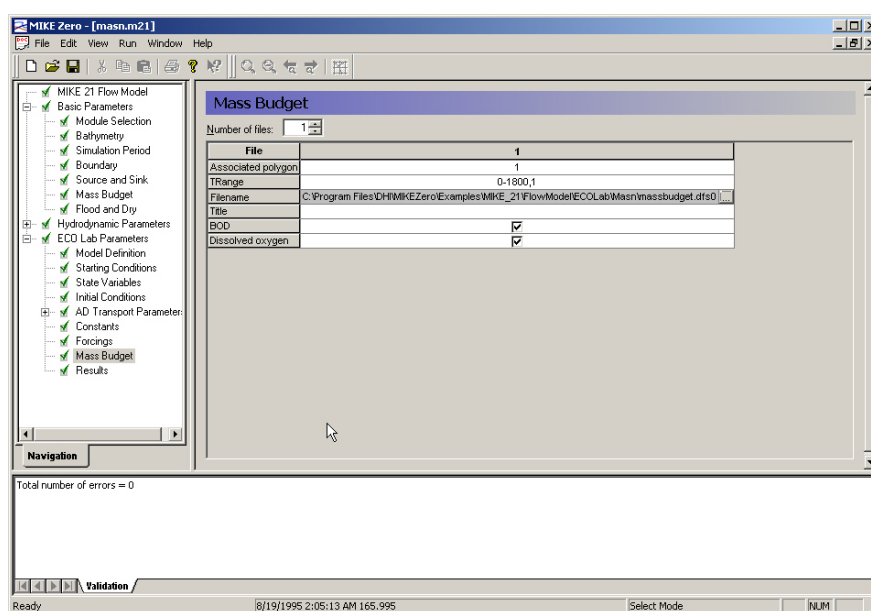 MIKE Zero - [masn.m21]
File Edit View Run Window Help
MIKE 21 Flow Model
Basic Parameters
Module Selection
Bathymetry
Simulation Period
Boundary
Source and Sink
Mass Budget
Flood and Dry
Hydrodynamic Parameters
ECO Lab Parameters
Model Definition
Starting Conditions
State Variables
Initial Conditions
AD Transport Parameter
Constants
Forcings
Mass Budget
Results
Navigation
Mass Budget
Number of files: 1
File 1
Associated polygon 1
TRange 0-1800,1
Filename C:\Program Files\DHI\MIKEZero\Examples\MIKE_21\FlowModel\ECOLab\Masn\massbudget.dfs0 ...
Title
BOD
Dissolved oxygen
Total number of errors = 0
Validation
Ready 8/19/1995 2:05:13 AM 165.995 Select Mode NUM